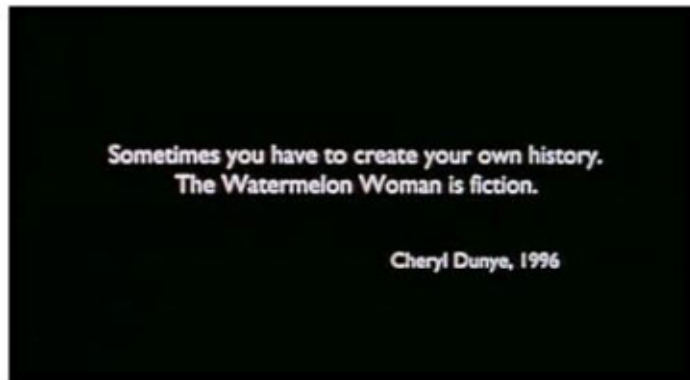 Sometimes you have to create your own history.
The Watermelon Woman is fiction.
Cheryl Dunye, 1996